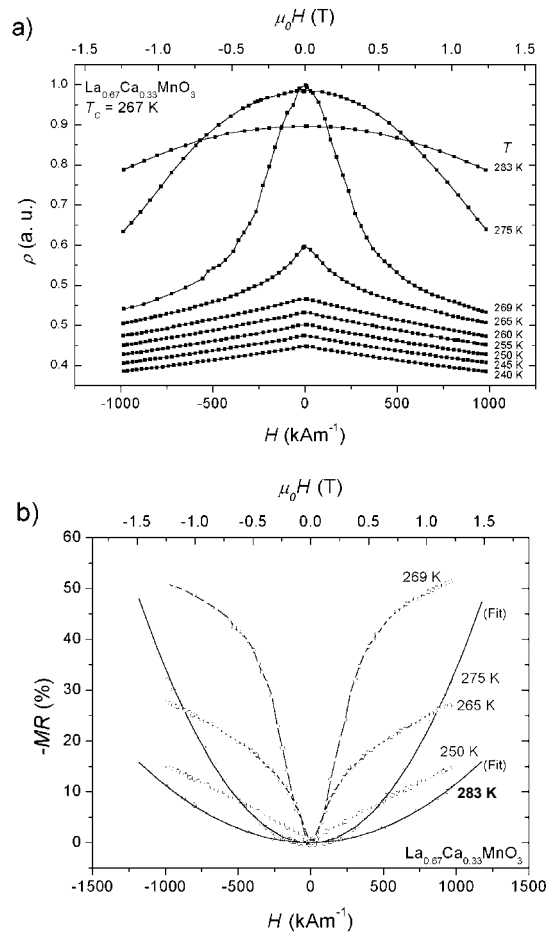 a)
μ₀H (T)
-1.5 -1.0 -0.5 0.0 0.5 1.0 1.5
La₀.₆₇Ca₀.₃₃MnO₃
T_C = 267 K
T
283 K
275 K
269 K
265 K
260 K
255 K
250 K
245 K
240 K
1.0
0.9
0.8
0.7
0.6
0.5
0.5
0.4
ρ (a. u.)
-1000 -500 0 500 1000
H (kAm⁻¹)
b)
μ₀H (T)
-1.5 -1.0 -0.5 0.0 0.5 1.0 1.5
60
50
40
30
20
10
0
-MR (%)
269 K
(Fit)
275 K
265 K
250 K
(Fit)
283 K
La₀.₆₇Ca₀.₃₃MnO₃
-1500 -1000 -500 0 500 1000 1500
H (kAm⁻¹)